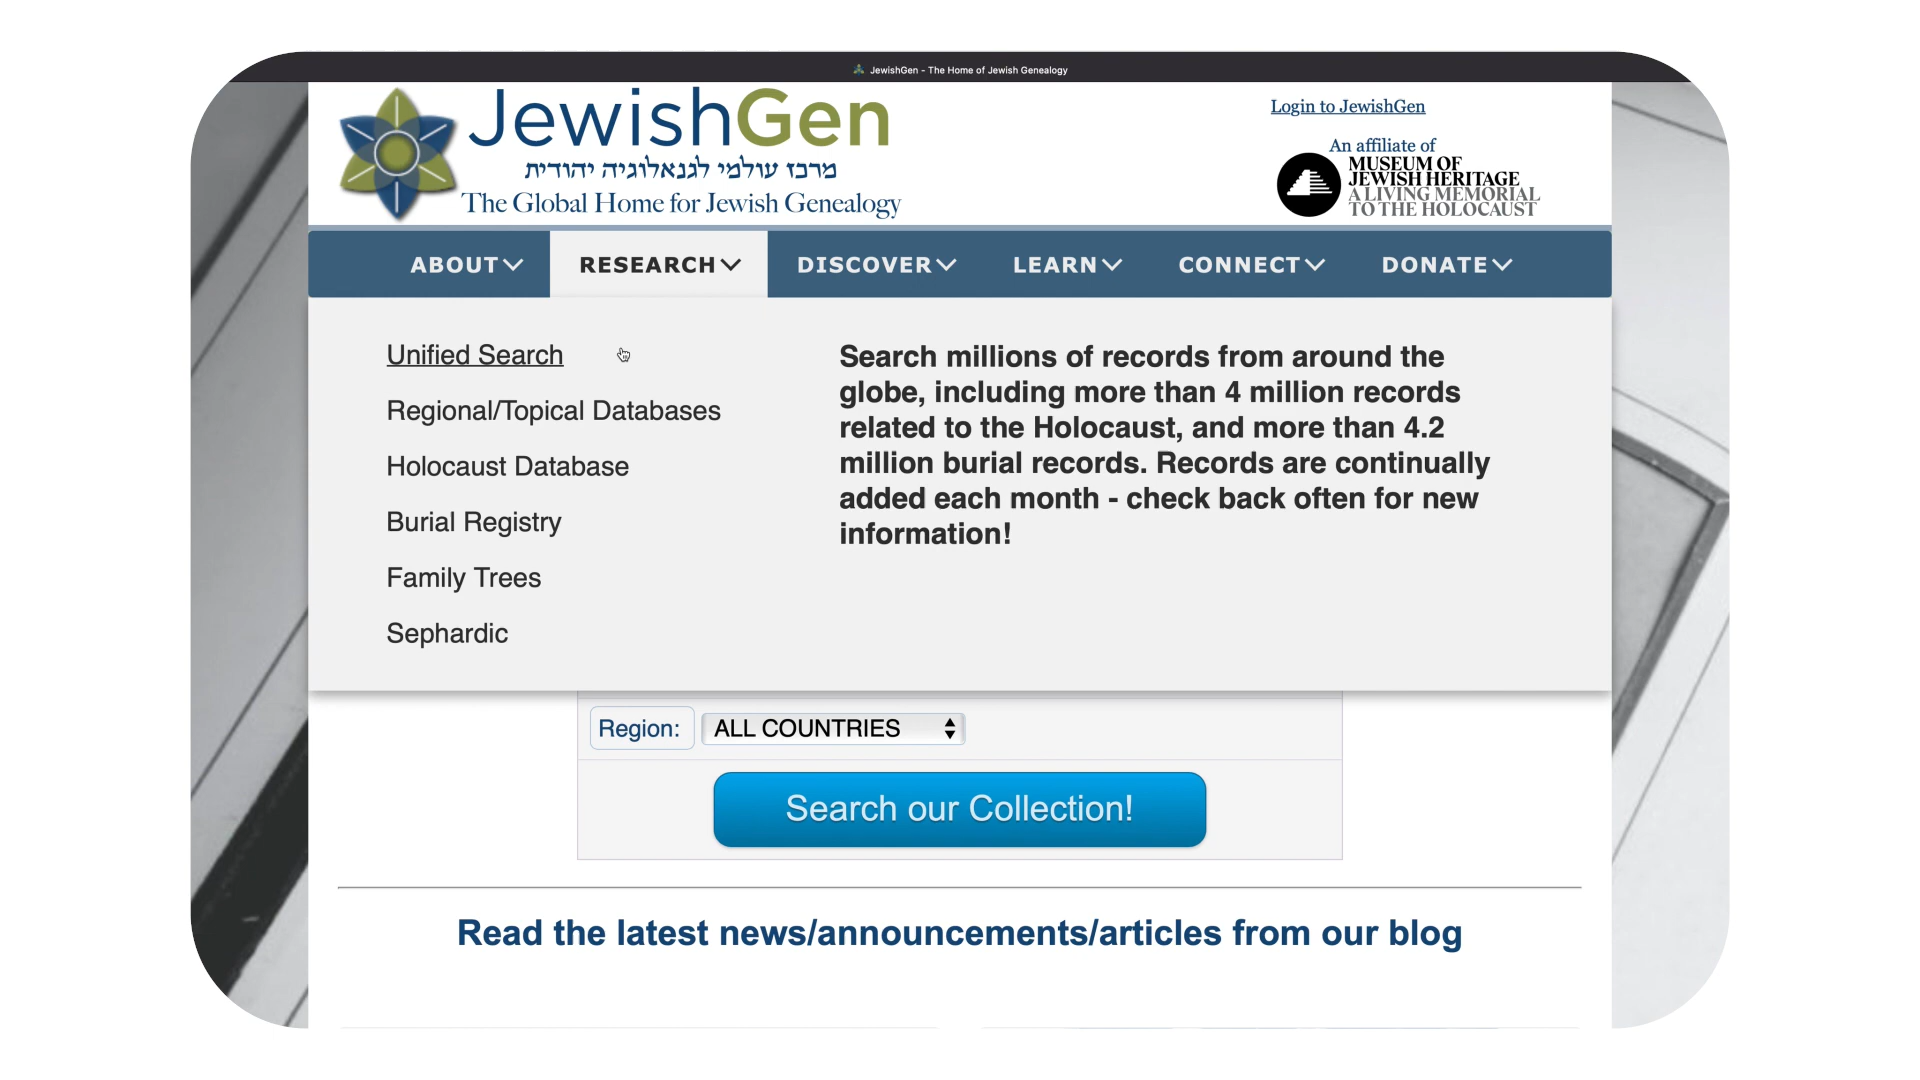 JewishGen - The Home of Jewish Genealogy
JewishGen
מרכז עולמי לגנאלוגיה יהודית
The Global Home for Jewish Genealogy
Login to JewishGen
An affiliate of
MUSEUM OF
JEWISH HERITAGE
A LIVING MEMORIAL
TO THE HOLOCAUST
ABOUT RESEARCH DISCOVER LEARN CONNECT DONATE
Unified Search
Regional/Topical Databases
Holocaust Database
Burial Registry
Family Trees
Sephardic
Search millions of records from around the
globe, including more than 4 million records
related to the Holocaust, and more than 4.2
million burial records. Records are continually
added each month - check back often for new
information!
Region: ALL COUNTRIES
Search our Collection!
Read the latest news/announcements/articles from our blog